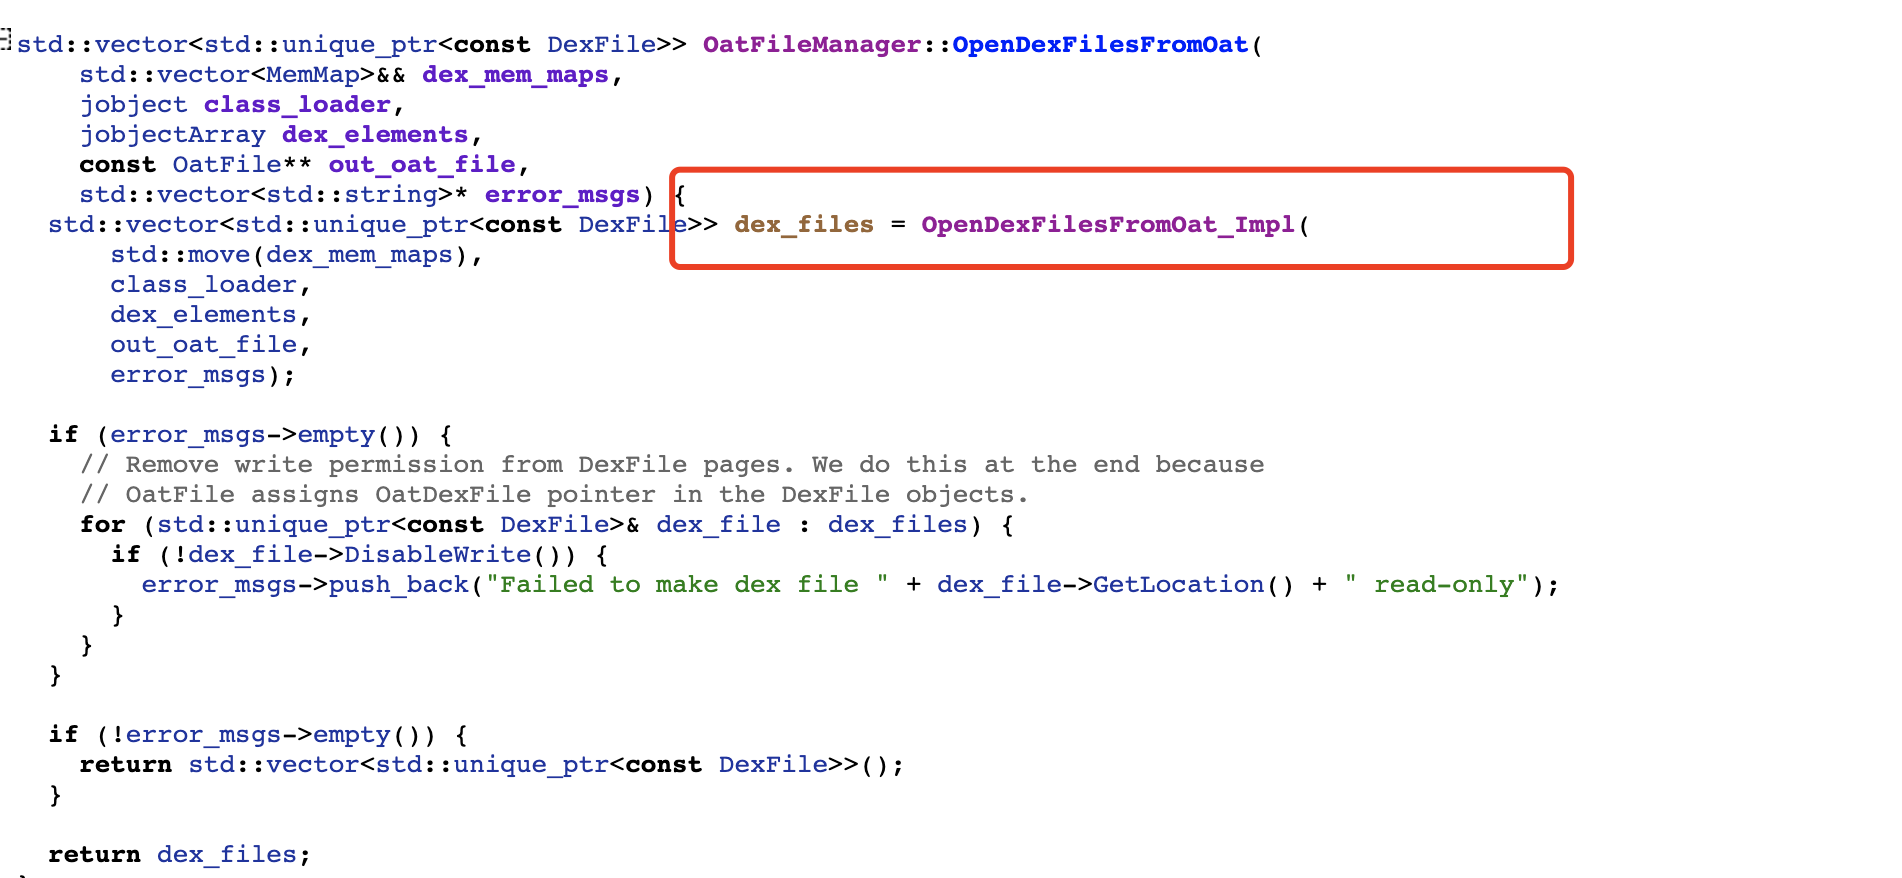 std::vector<std::unique_ptr<const DexFile>> OatFileManager::OpenDexFilesFromOat(
    std::vector<MemMap>&& dex_mem_maps,
    jobject class_loader,
    jobjectArray dex_elements,
    const OatFile** out_oat_file,
    std::vector<std::string>* error_msgs) {
  std::vector<std::unique_ptr<const DexFile>> dex_files = OpenDexFilesFromOat_Impl(
      std::move(dex_mem_maps),
      class_loader,
      dex_elements,
      out_oat_file,
      error_msgs);

  if (error_msgs->empty()) {
    // Remove write permission from DexFile pages. We do this at the end because
    // OatFile assigns OatDexFile pointer in the DexFile objects.
    for (std::unique_ptr<const DexFile>& dex_file : dex_files) {
      if (!dex_file->DisableWrite()) {
        error_msgs->push_back("Failed to make dex file " + dex_file->GetLocation() + " read-only");
      }
    }
  }

  if (!error_msgs->empty()) {
    return std::vector<std::unique_ptr<const DexFile>>();
  }

  return dex_files;